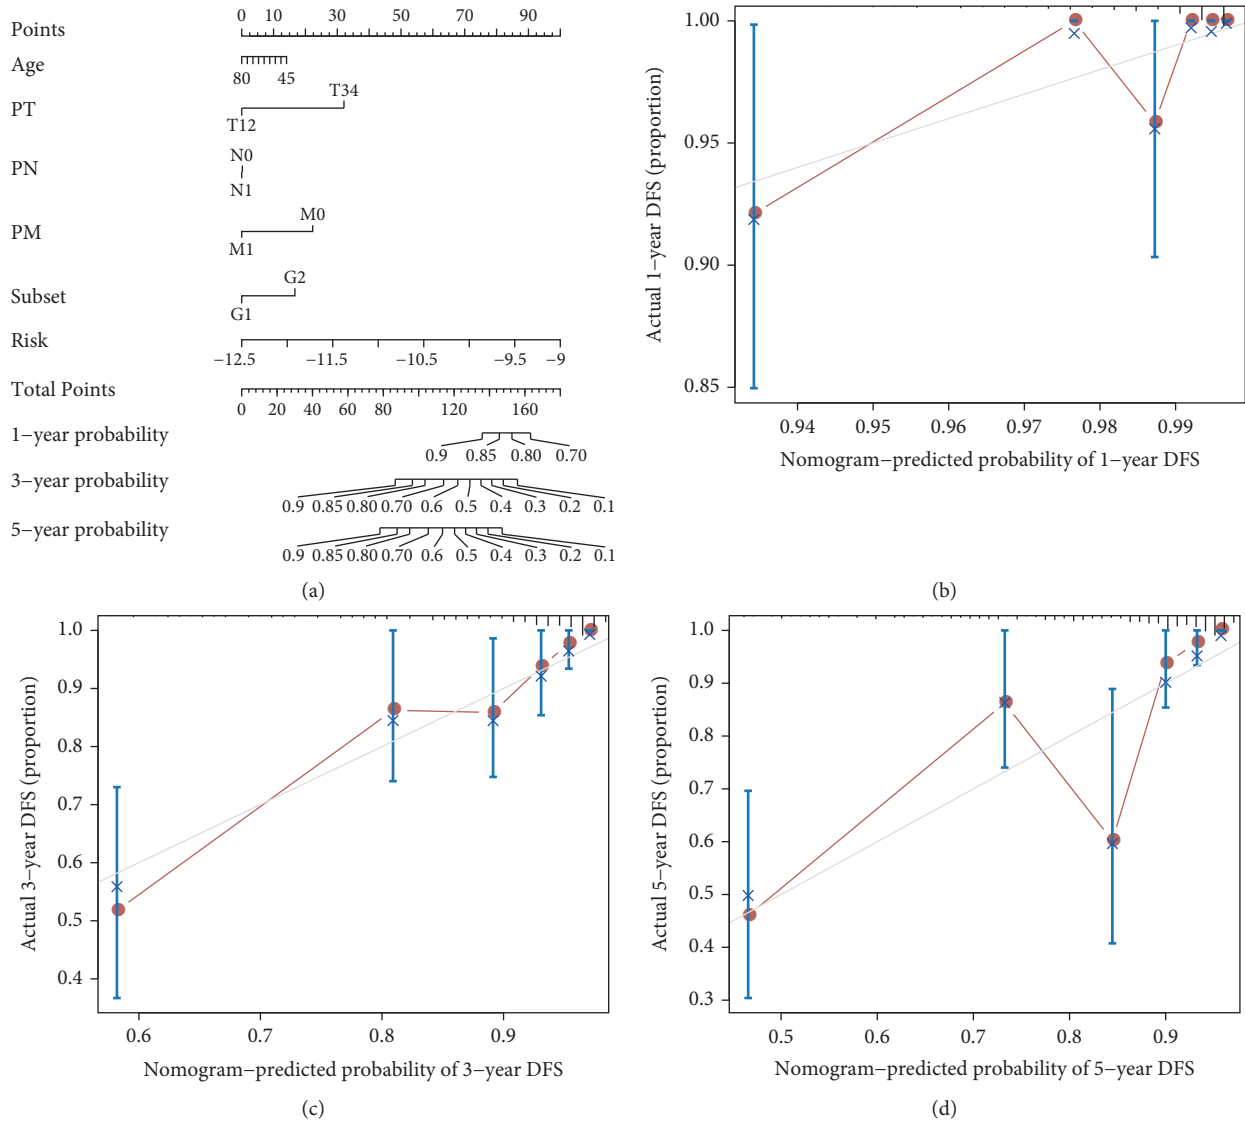 Points
0 10 20 30 50 60 70 80 90
Age
80 45
PT
T34
T12
PN
N0
N1
PM
M0
M1
Subset
G2
G1
Risk
−12.5 −11.5 −10.5 −9.5 −9
Total Points
0 20 40 60 80 120 160
1−year probability
0.9 0.85 0.80 0.70
3−year probability
0.9 0.85 0.80 0.70 0.6 0.5 0.4 0.3 0.2 0.1
5−year probability
0.9 0.85 0.80 0.70 0.6 0.5 0.4 0.3 0.2 0.1
(a)
Actual 1−year DFS (proportion)
1.00
0.95
0.90
0.85
0.94 0.95 0.96 0.97 0.98 0.99
Nomogram−predicted probability of 1−year DFS
(b)
Actual 3−year DFS (proportion)
1.0
0.9
0.8
0.7
0.6
0.5
0.4
0.6 0.7 0.8 0.9
Nomogram−predicted probability of 3−year DFS
(c)
Actual 5−year DFS (proportion)
1.0
0.9
0.8
0.7
0.6
0.5
0.4
0.3
0.5 0.6 0.7 0.8 0.9
Nomogram−predicted probability of 5−year DFS
(d)